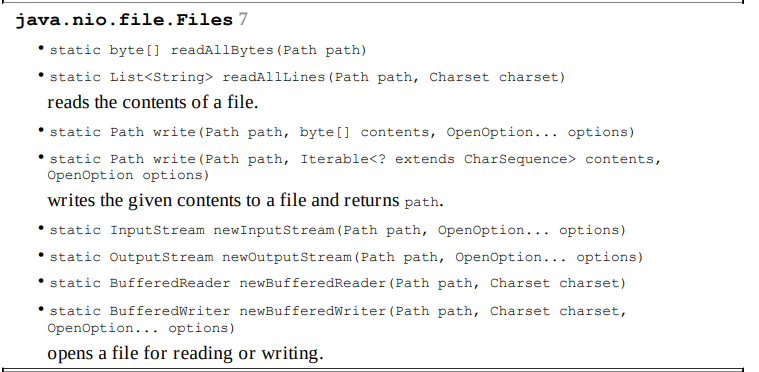 java.nio.file.Files 7
• static byte[] readAllBytes(Path path)
• static List<String> readAllLines(Path path, Charset charset)
reads the contents of a file.
• static Path write(Path path, byte[] contents, OpenOption... options)
• static Path write(Path path, Iterable<? extends CharSequence> contents,
OpenOption options)
writes the given contents to a file and returns path.
• static InputStream newInputStream(Path path, OpenOption... options)
• static OutputStream newOutputStream(Path path, OpenOption... options)
• static BufferedReader newBufferedReader(Path path, Charset charset)
• static BufferedWriter newBufferedWriter(Path path, Charset charset,
OpenOption... options)
opens a file for reading or writing.